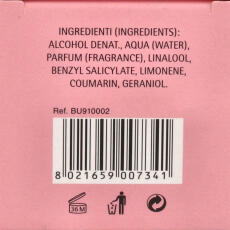 INGREDIENTI (INGREDIENTS):
ALCOHOL DENAT., AQUA (WATER),
PARFUM (FRAGRANCE), LINALOOL,
BENZYL SALICYLATE, LIMONENE,
COUMARIN, GERANIOL.
Ref. BU910002
8 021659 007341
36 M